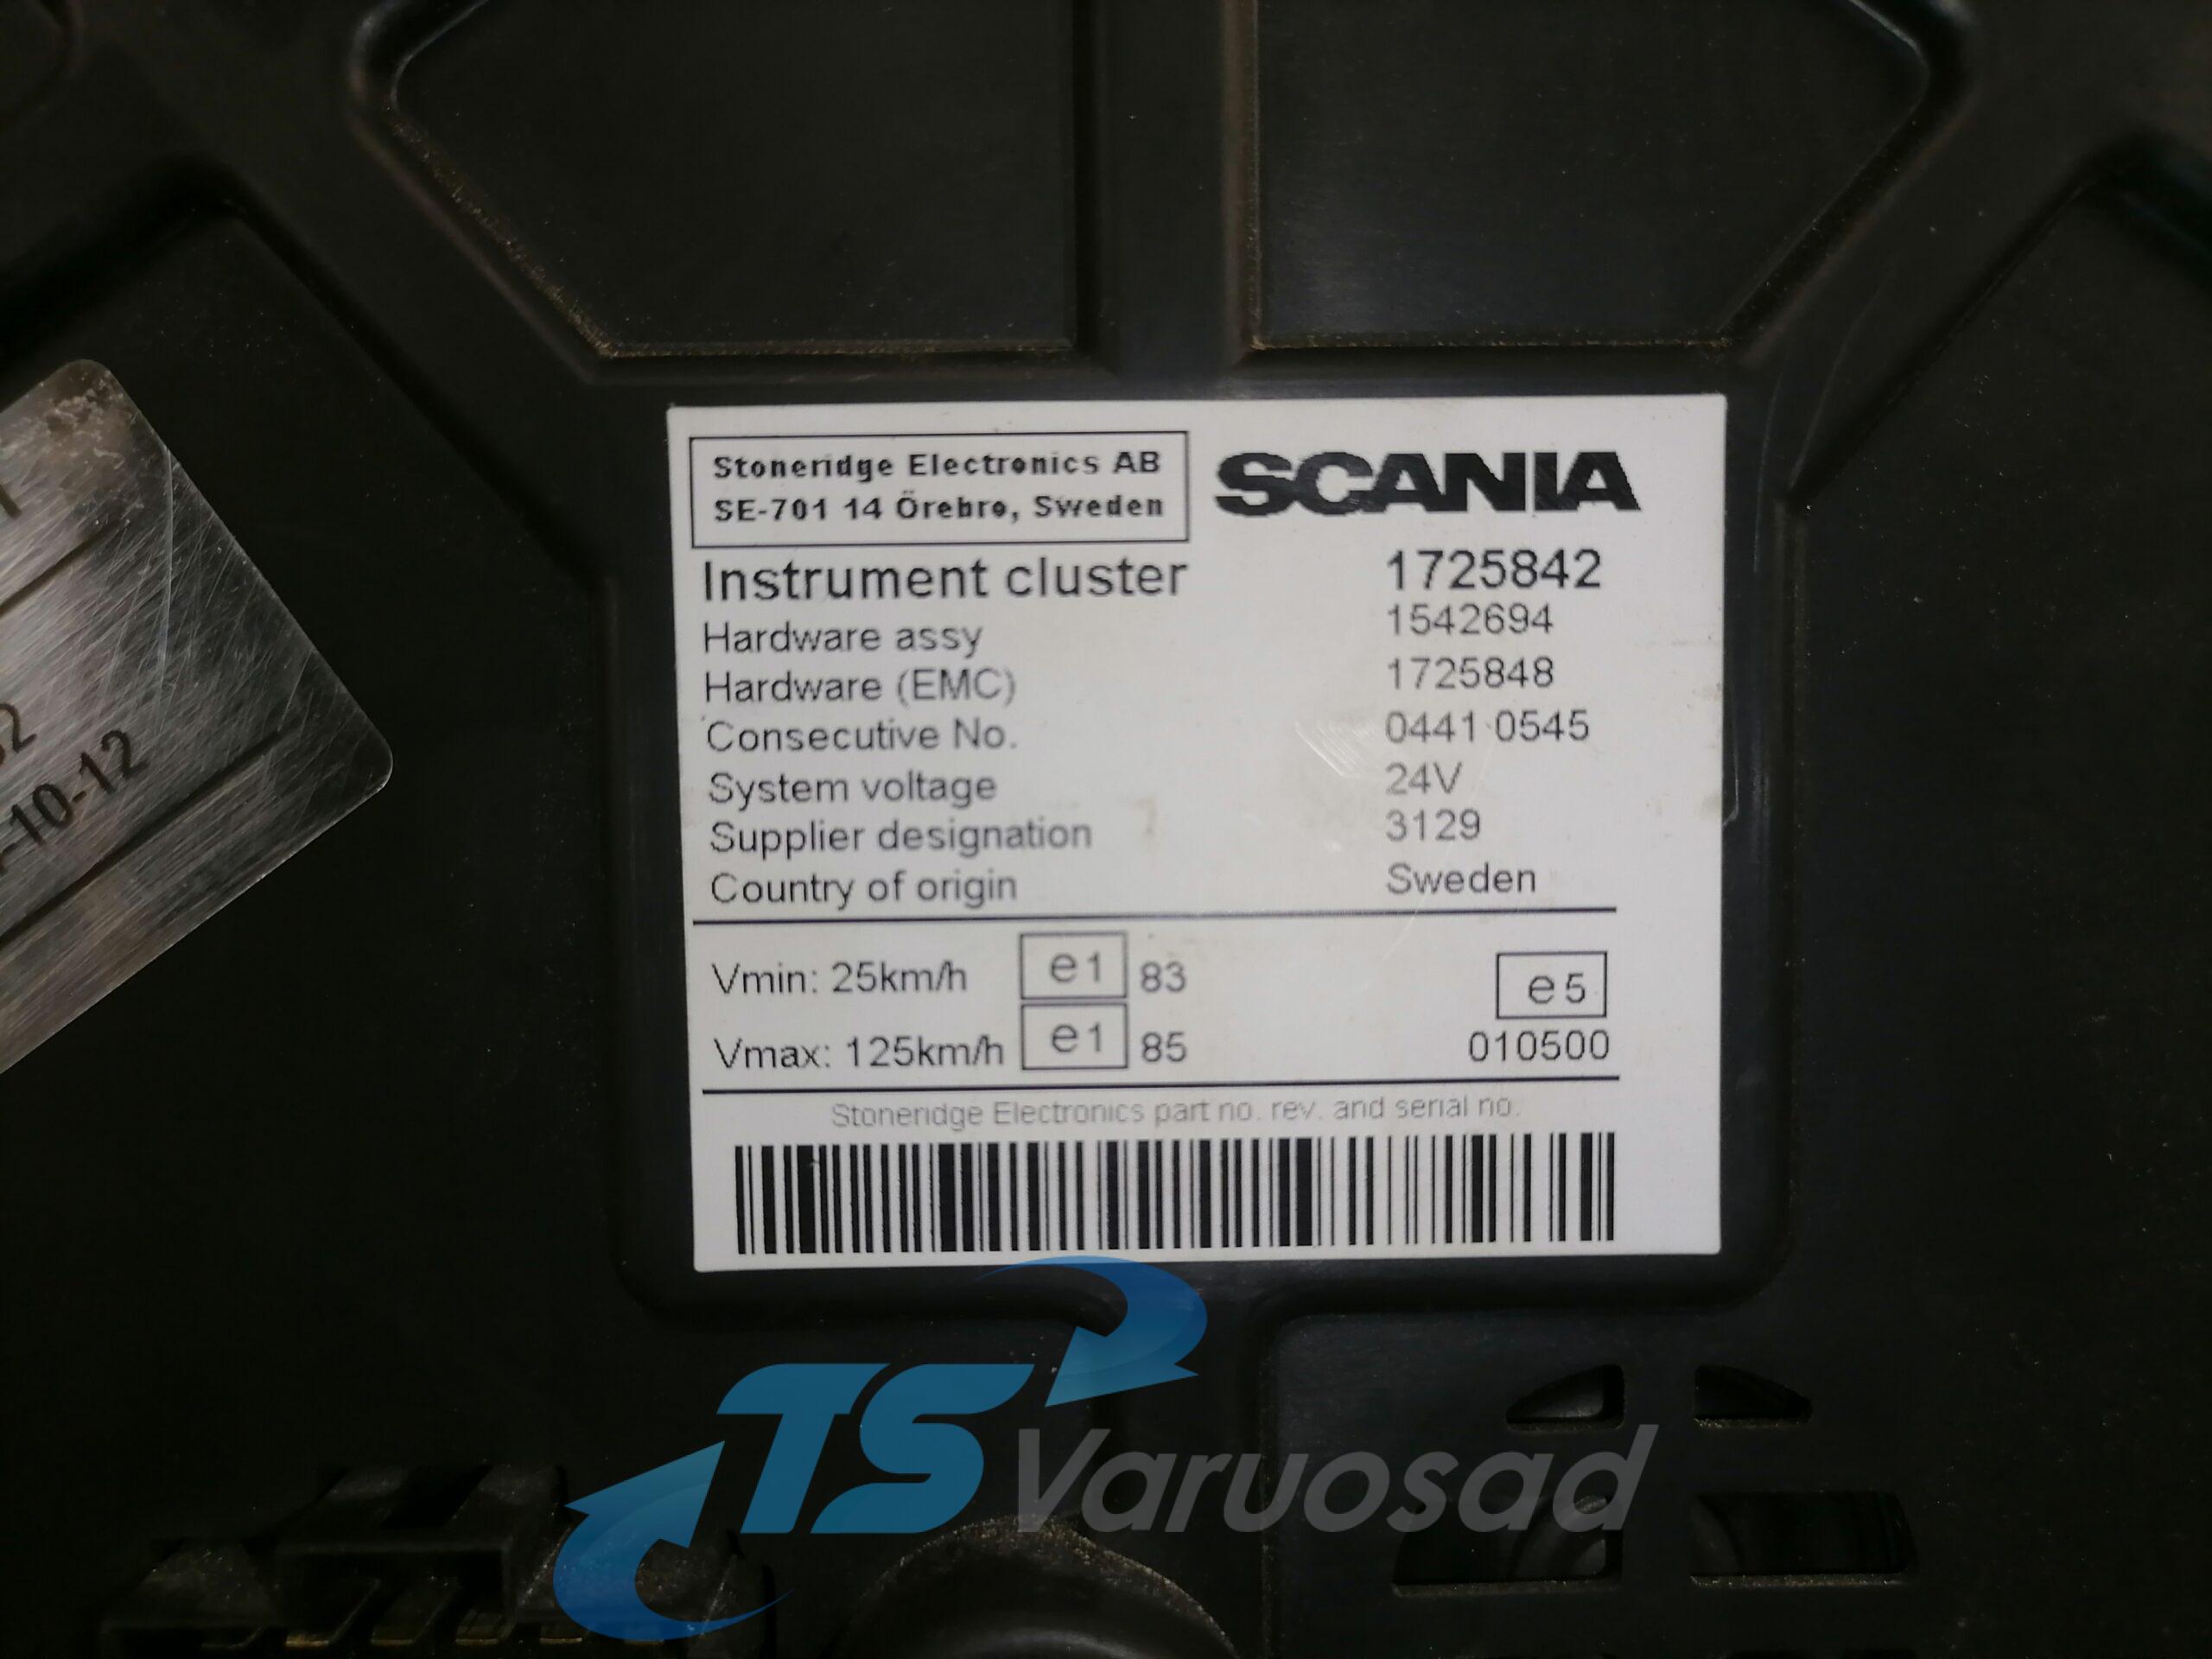 Stoneridge Electronics AB
SE-701 14 Örebro, Sweden
SCANIA
Instrument cluster 1725842
Hardware assy 1542694
Hardware (EMC) 1725848
Consecutive No. 0441 0545
System voltage 24V
Supplier designation 3129
Country of origin Sweden
Vmin: 25km/h e1 83
e5
Vmax: 125km/h e1 85 010500
Stoneridge Electronics part no. rev. and serial no.
-10-12
TS Varuosad